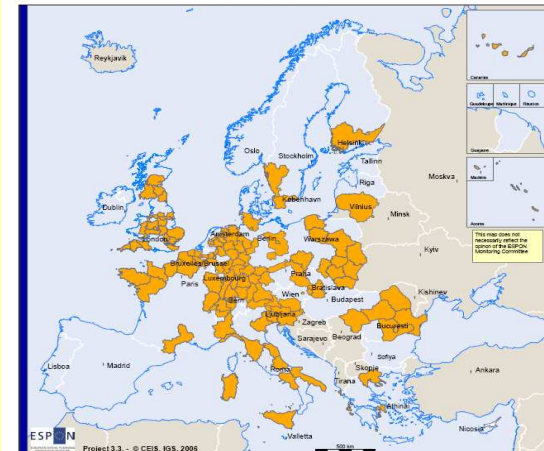 Reykjavik
Canarias
Guadeloupe Martinique Réunion
Guyane
Madeira
Acores
This map does not
necessarily reflect the
opinion of the ESPON
Monitoring Committee
Oslo
Helsinki
Stockholm
Tallinn
Riga
Moskva
København
Dublin
Vilnius
Minsk
London
Amsterdam
Berlin
Warszawa
Kyiv
Bruxelles/Brussel
Praha
Luxembourg
Paris
Bratislava
Wien
Kishinev
Budapest
Bern
Ljubljana
Zagreb
Bucuresti
Sarajevo
Beograd
Sofiya
Skopje
Lisboa
Madrid
Roma
Tirana
Ankara
Athinai
Nicosia
Valletta
ESPON
Project 3.3. - © CEIS, IGS, 2006
500 km